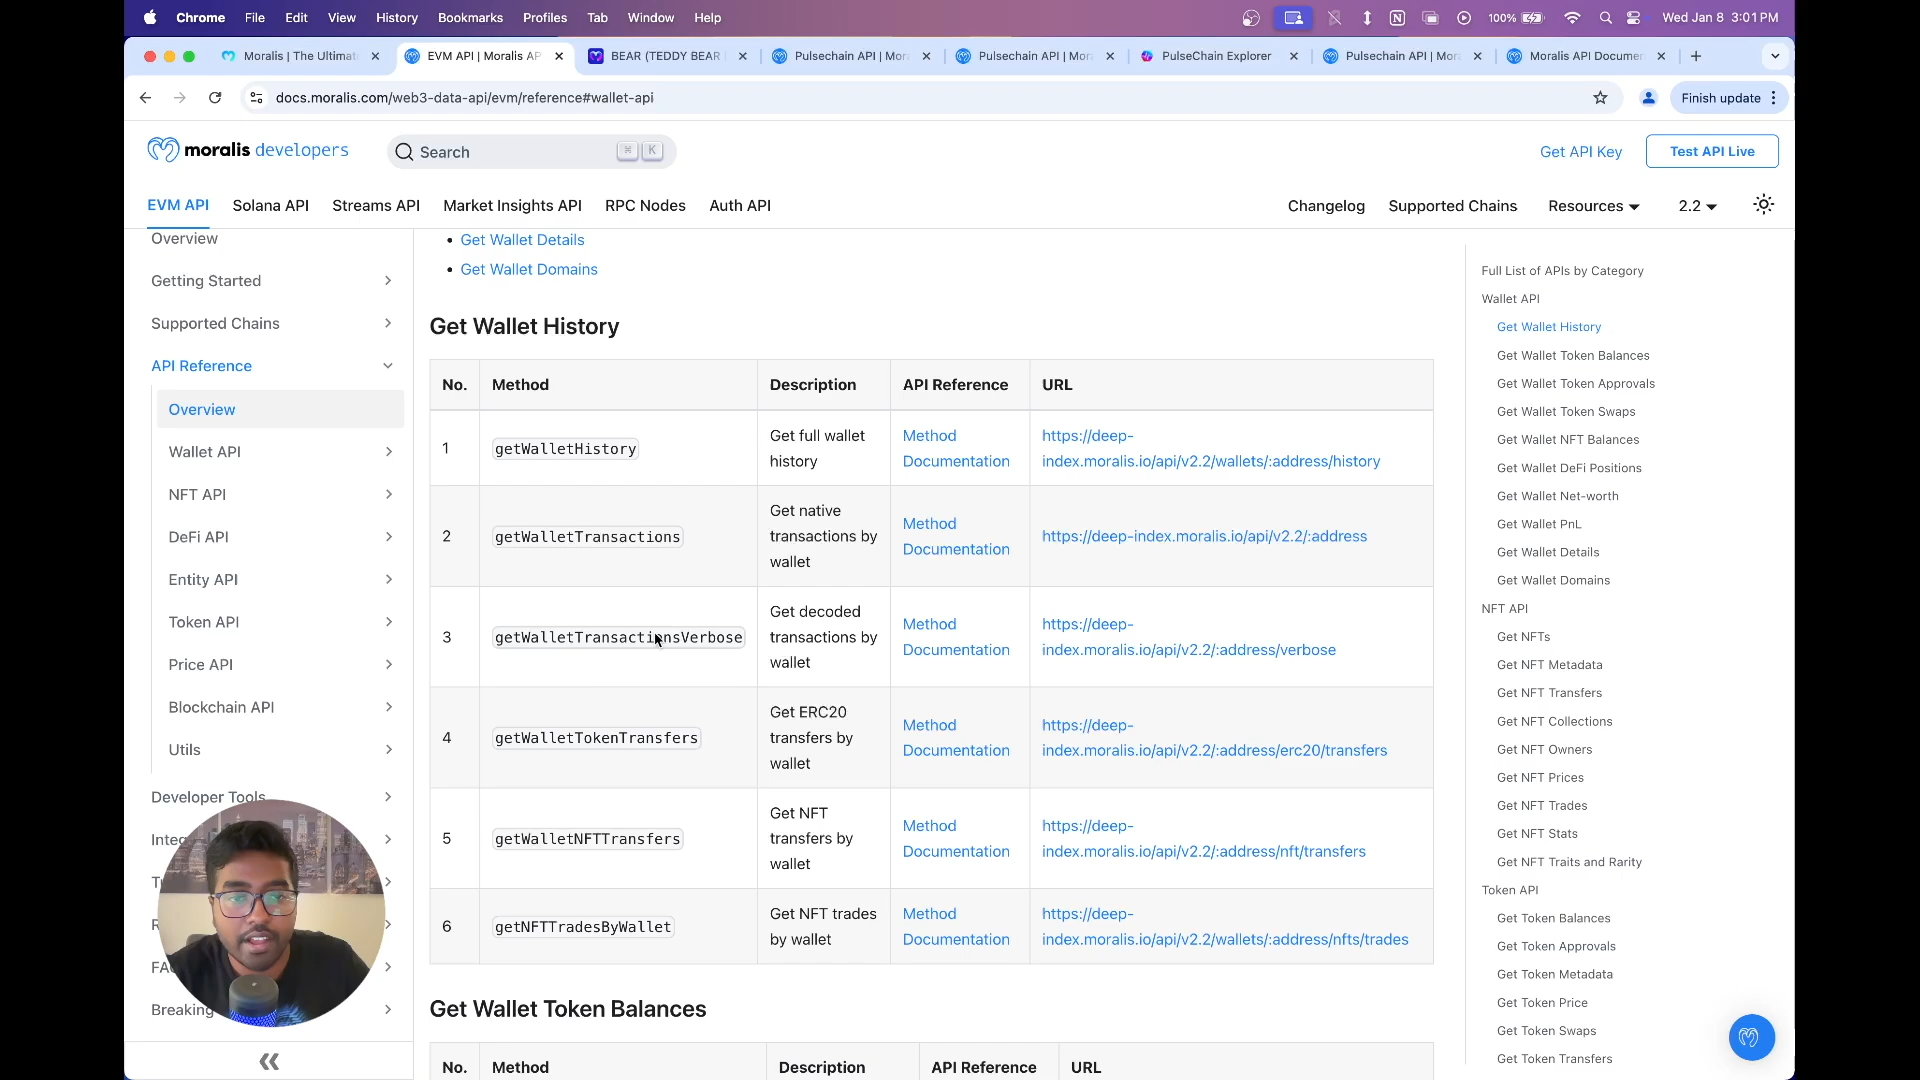 Chrome File Edit View History Bookmarks Profiles Tab Window Help 100% Wed Jan 8 3:01 PM
Moralis | The Ultimat EVM API | Moralis AP BEAR (TEDDY BEAR Pulsechain API | Mor Pulsechain API | Mora PulseChain Explorer Pulsechain API | Mor Moralis API Documen
docs.moralis.com/web3-data-api/evm/reference#wallet-api Finish update
moralis developers Search ⌘ K Get API Key Test API Live
EVM API Solana API Streams API Market Insights API RPC Nodes Auth API Changelog Supported Chains Resources 2.2
Overview
Getting Started
Supported Chains
API Reference
Overview
Wallet API
NFT API
DeFi API
Entity API
Token API
Price API
Blockchain API
Utils
Developer Tools
Breaking
• Get Wallet Details
• Get Wallet Domains
Get Wallet History
No. Method Description API Reference URL
1 getWalletHistory Get full wallet history Method Documentation https://deep-index.moralis.io/api/v2.2/wallets/:address/history
2 getWalletTransactions Get native transactions by wallet Method Documentation https://deep-index.moralis.io/api/v2.2/:address
3 getWalletTransactionsVerbose Get decoded transactions by wallet Method Documentation https://deep-index.moralis.io/api/v2.2/:address/verbose
4 getWalletTokenTransfers Get ERC20 transfers by wallet Method Documentation https://deep-index.moralis.io/api/v2.2/:address/erc20/transfers
5 getWalletNFTTransfers Get NFT transfers by wallet Method Documentation https://deep-index.moralis.io/api/v2.2/:address/nft/transfers
6 getNFTTradesByWallet Get NFT trades by wallet Method Documentation https://deep-index.moralis.io/api/v2.2/wallets/:address/nfts/trades
Get Wallet Token Balances
No. Method Description API Reference URL
Full List of APIs by Category
Wallet API
Get Wallet History
Get Wallet Token Balances
Get Wallet Token Approvals
Get Wallet Token Swaps
Get Wallet NFT Balances
Get Wallet DeFi Positions
Get Wallet Net-worth
Get Wallet PnL
Get Wallet Details
Get Wallet Domains
NFT API
Get NFTs
Get NFT Metadata
Get NFT Transfers
Get NFT Collections
Get NFT Owners
Get NFT Prices
Get NFT Trades
Get NFT Stats
Get NFT Traits and Rarity
Token API
Get Token Balances
Get Token Approvals
Get Token Metadata
Get Token Price
Get Token Swaps
Get Token Transfers